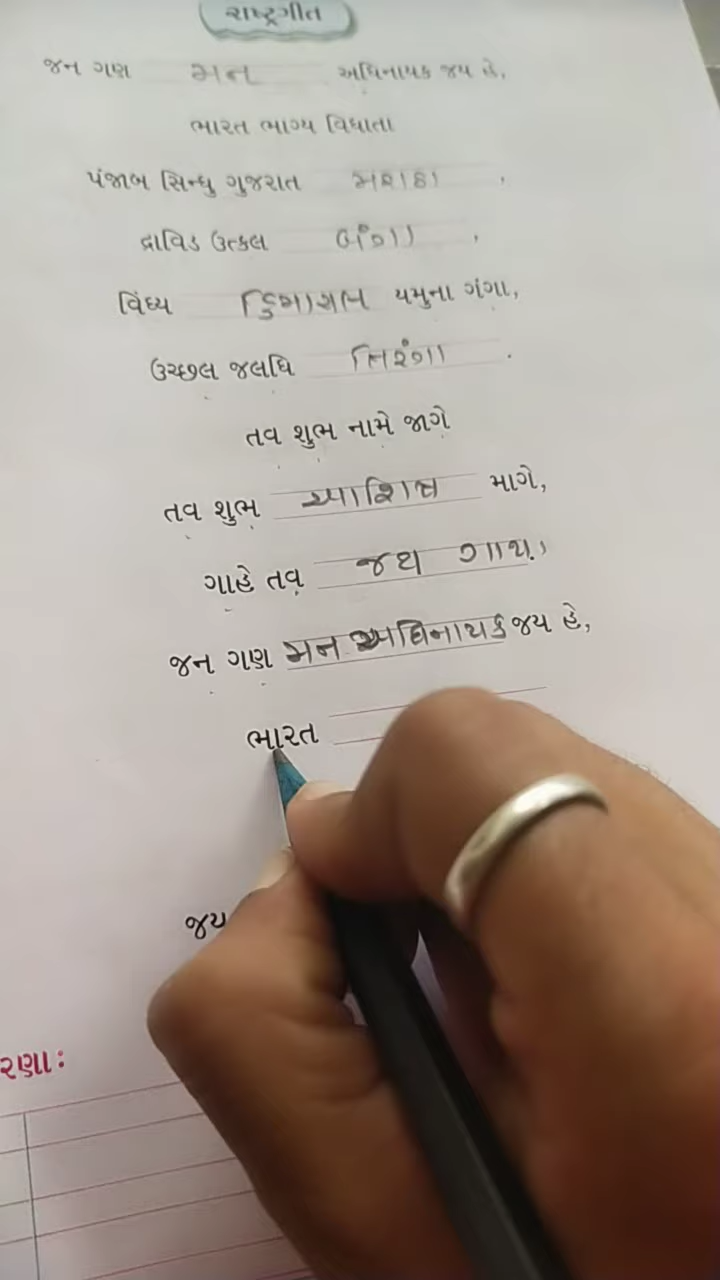 રાષ્ટ્રગીત
જન ગણ મન અધિનાયક જય હે,
ભારત ભાગ્ય વિધાતા
પંજાબ સિન્ધુ ગુજરાત મરાઠા ,
દ્રાવિડ ઉત્કલ બંગા ,
વિંધ્ય હિમાચલ યમુના ગંગા,
ઉચ્છલ જલધિ તિરંગા .
તવ શુભ નામે જાગે
તવ શુભ આશિષ માગે,
ગાહે તવ જય ગાથા,
જન ગણ મન અધિનાયક જય હે,
ભારત
જય
રણા: